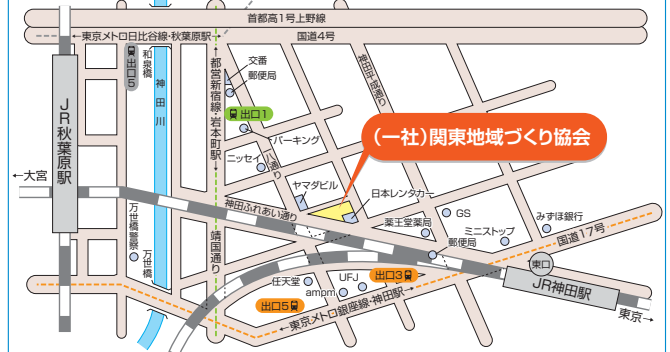 首都高1号上野線
←東京メトロ日比谷線・秋葉原駅→
国道4号
出口5
和泉橋
神田川
都営新宿線・岩本町駅
交番
郵便局
神田平成通り
出口1
パーキング
八通り
ニッセイ
(一社)関東地域づくり協会
JR秋葉原駅
←大宮
ヤマダビル
日本レンタカー
神田ふれあい通り
薬王堂薬局
GS
ミニストップ
みずほ銀行
郵便局
国道17号
万世橋警察
万世橋
靖国通り
任天堂
UFJ
ampm
出口3
出口5
←東京メトロ銀座線・神田駅→
東口
JR神田駅
東京→